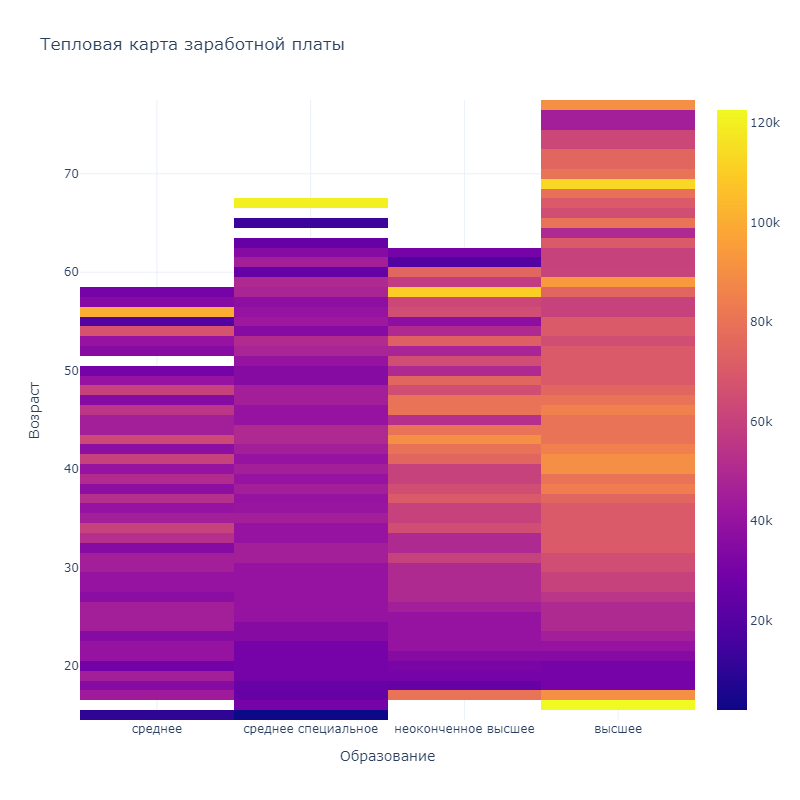 Тепловая карта заработной платы
Возраст
70
60
50
40
30
20
среднее
среднее специальное
неоконченное высшее
высшее
Образование
120k
100k
80k
60k
40k
20k